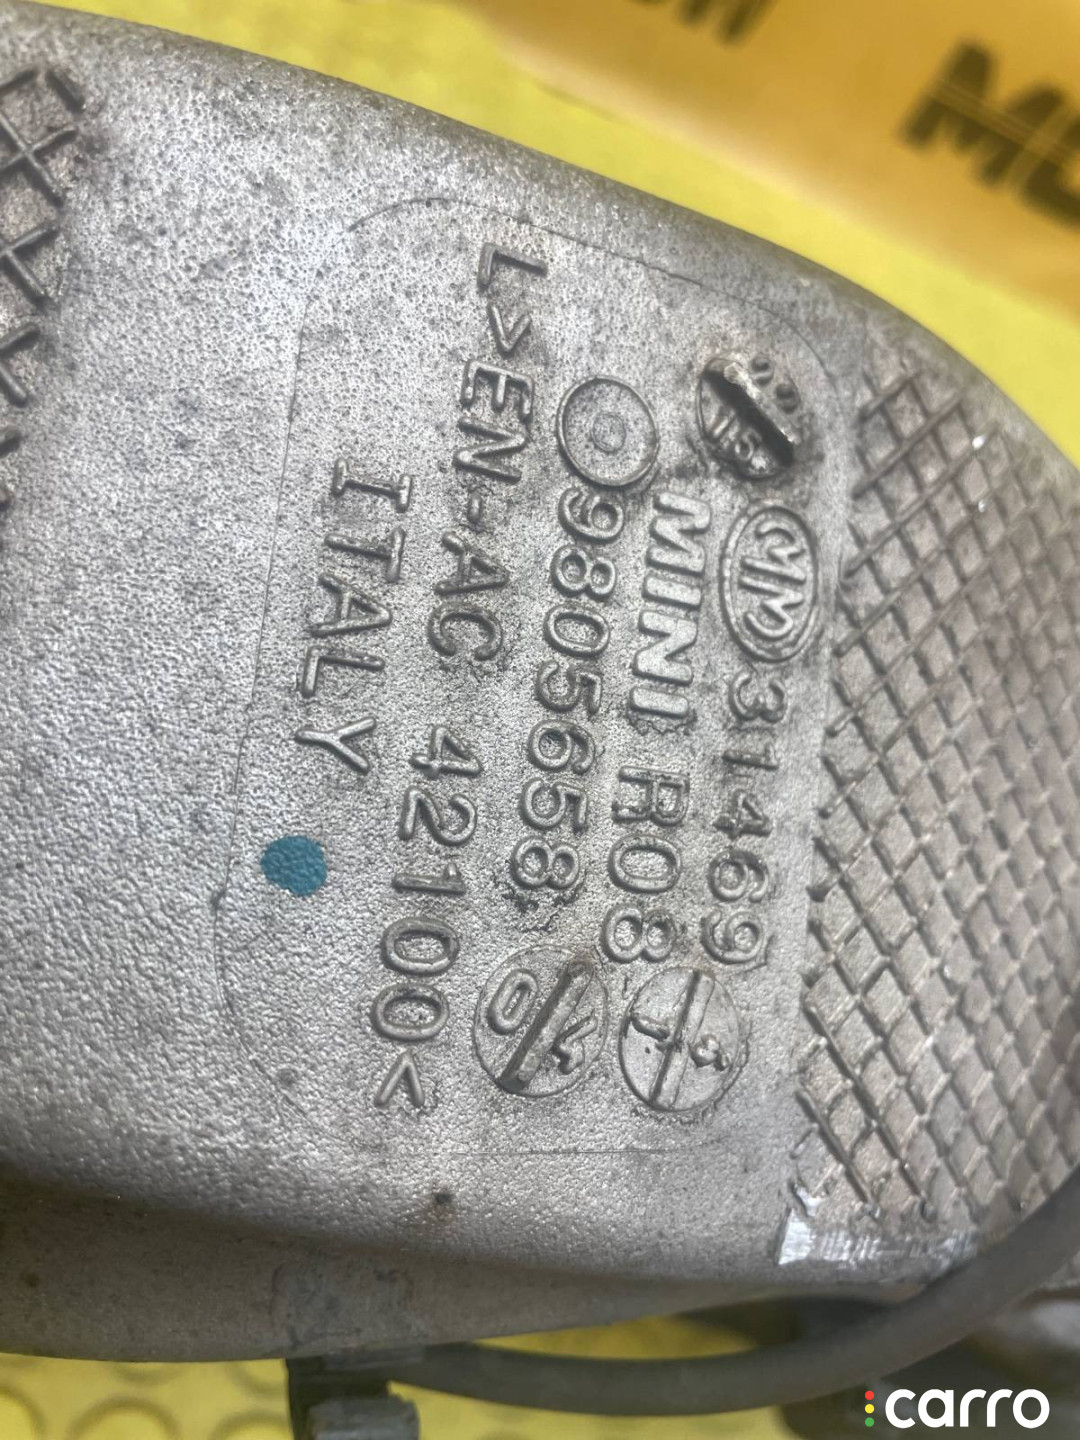 31469
MINI R08
9805658
L>EN-AC 42100<
ITALY
carro